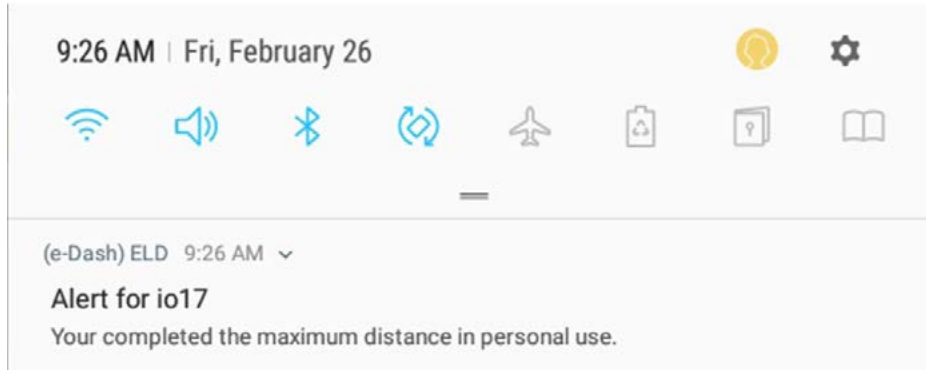 9:26 AM | Fri, February 26
(e-Dash) ELD 9:26 AM
Alert for io17
Your completed the maximum distance in personal use.